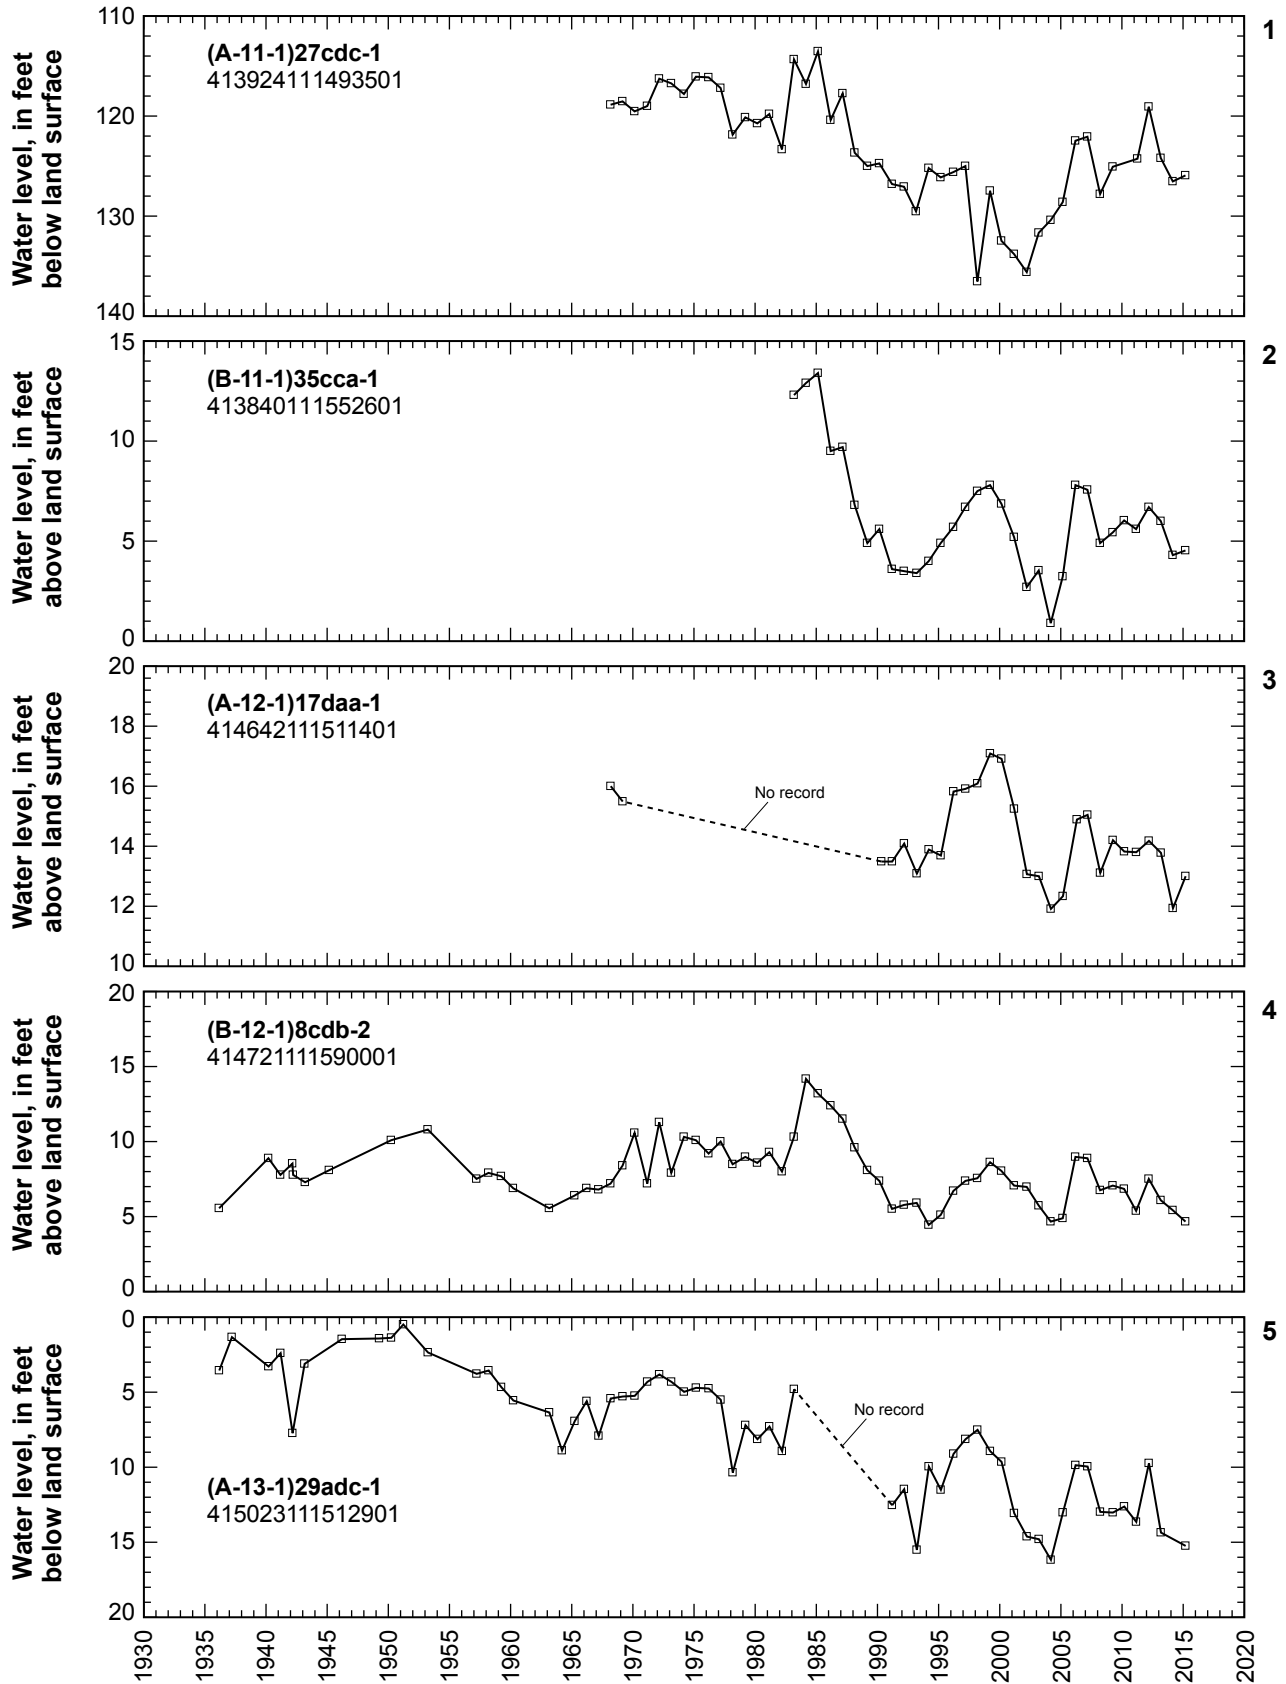 1
Water level, in feet
below land surface
110
120
130
140
(A-11-1)27cdc-1
413924111493501
2
Water level, in feet
above land surface
15
10
5
0
(B-11-1)35cca-1
413840111552601
3
Water level, in feet
above land surface
20
18
16
14
12
10
(A-12-1)17daa-1
414642111511401
No record
4
Water level, in feet
above land surface
20
15
10
5
0
(B-12-1)8cdb-2
414721111590001
5
Water level, in feet
below land surface
0
5
10
15
20
No record
(A-13-1)29adc-1
415023111512901
1930 1935 1940 1945 1950 1955 1960 1965 1970 1975 1980 1985 1990 1995 2000 2005 2010 2015 2020